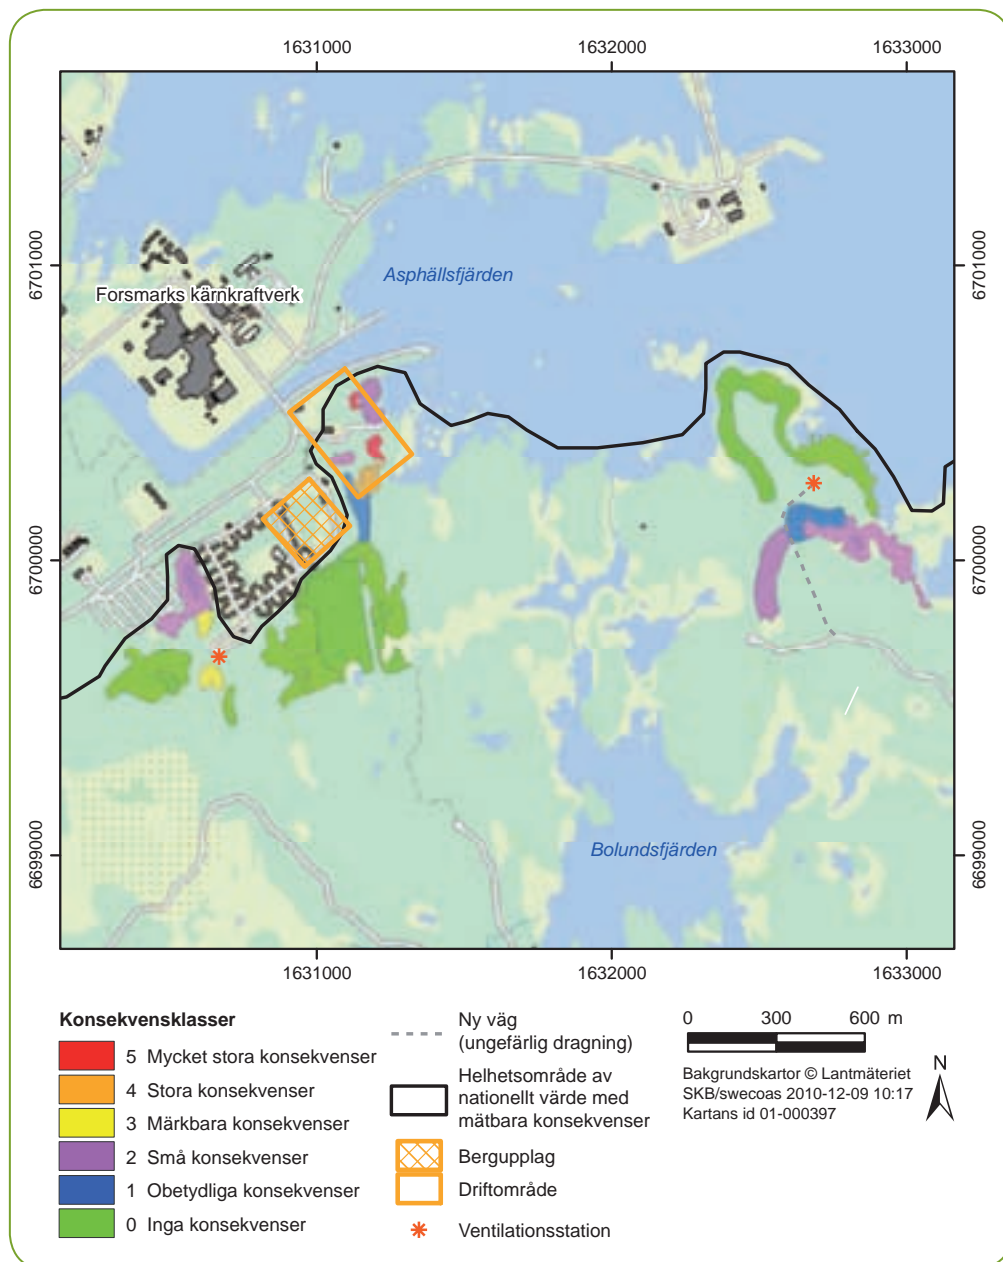 1631000
1632000
1633000
6701000
6701000
Asphällsfjärden
Forsmarks kärnkraftverk
6700000
6700000
6699000
6699000
Bolundsfjärden
1631000
1632000
1633000
Konsekvensklasser
5 Mycket stora konsekvenser
4 Stora konsekvenser
3 Märkbara konsekvenser
2 Små konsekvenser
1 Obetydliga konsekvenser
0 Inga konsekvenser
Ny väg
(ungefärlig dragning)
Helhetsområde av
nationellt värde med
mätbara konsekvenser
Bergupplag
Driftområde
Ventilationsstation
0 300 600 m
Bakgrundskartor © Lantmäteriet
SKB/swecoas 2010-12-09 10:17
Kartans id 01-000397
N